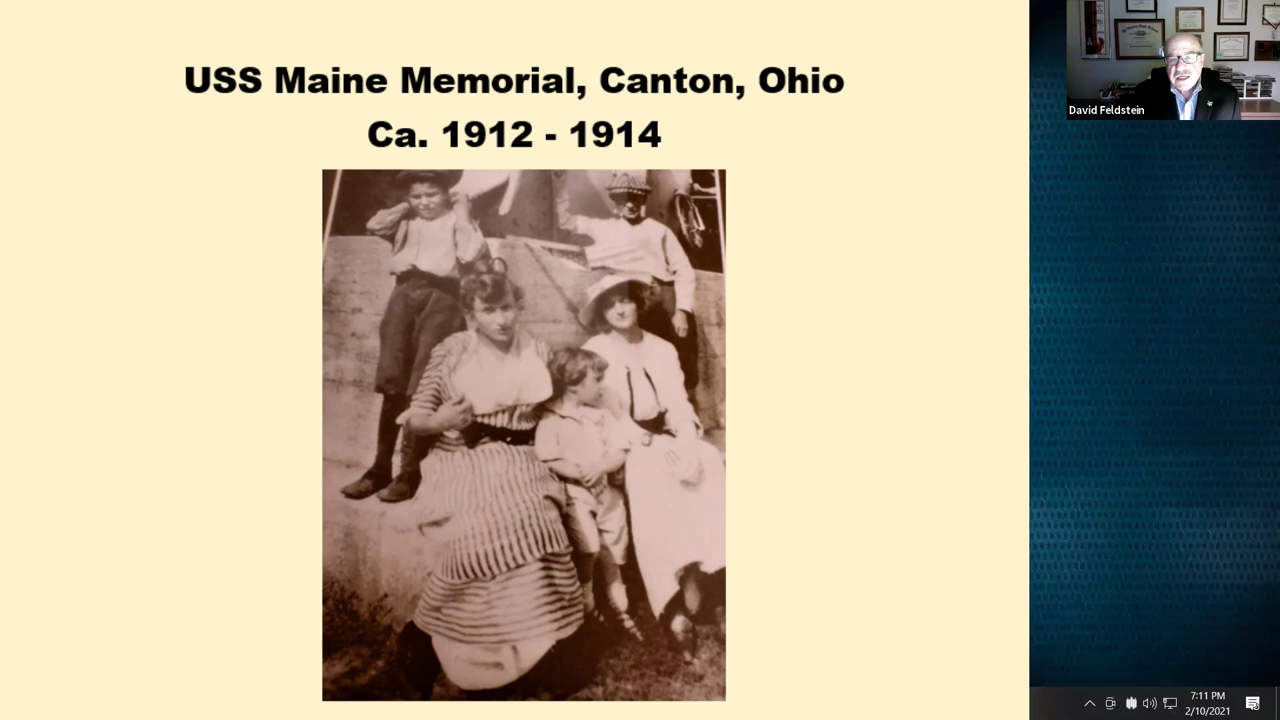 USS Maine Memorial, Canton, Ohio
Ca. 1912 - 1914
David Feldstein
7:11 PM
2/10/2021